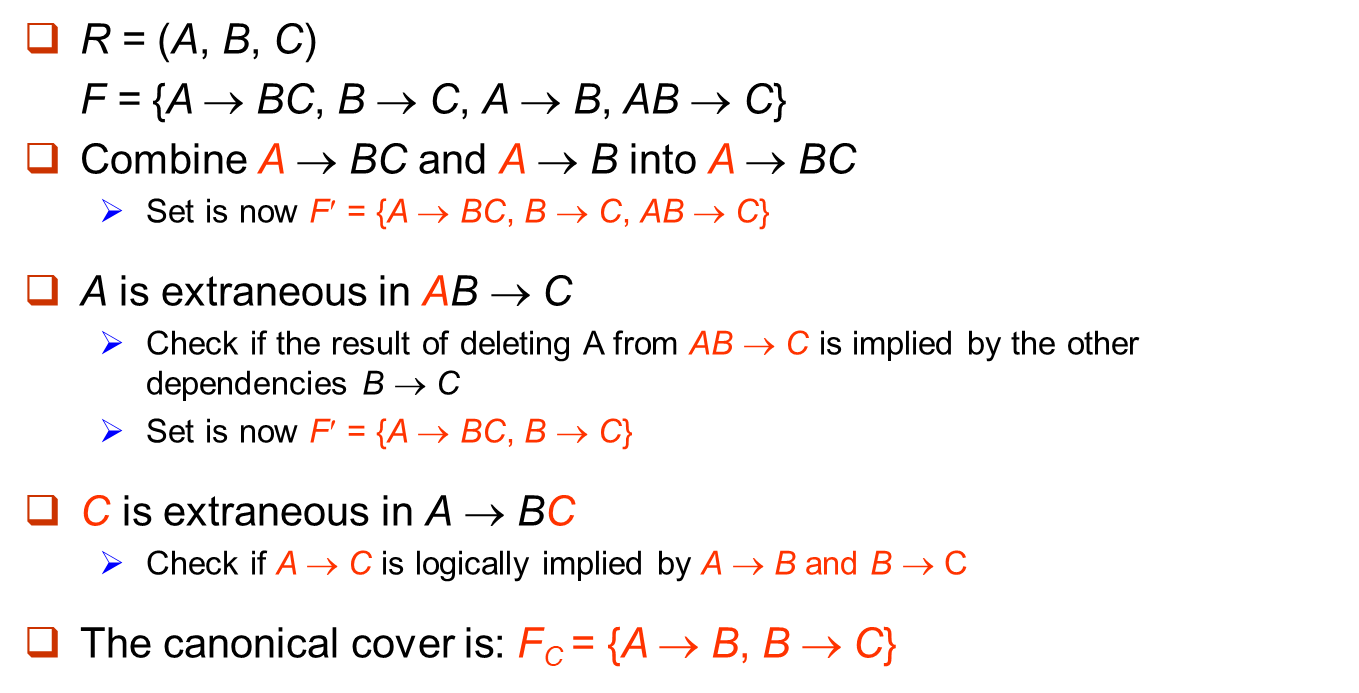 ❑ R = (A, B, C)
F = {A → BC, B → C, A → B, AB → C}
❑ Combine A → BC and A → B into A → BC
➢ Set is now F′ = {A → BC, B → C, AB → C}
❑ A is extraneous in AB → C
➢ Check if the result of deleting A from AB → C is implied by the other
dependencies B → C
➢ Set is now F′ = {A → BC, B → C}
❑ C is extraneous in A → BC
➢ Check if A → C is logically implied by A → B and B → C
❑ The canonical cover is: F_C = {A → B, B → C}